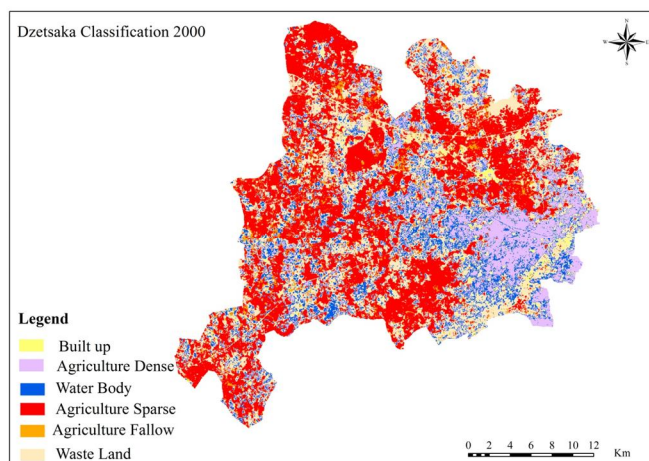 Dzetsaka Classification 2000
N
W E
S
Legend
Built up
Agriculture Dense
Water Body
Agriculture Sparse
Agriculture Fallow
Waste Land
0 2 4 6 8 10 12
Km